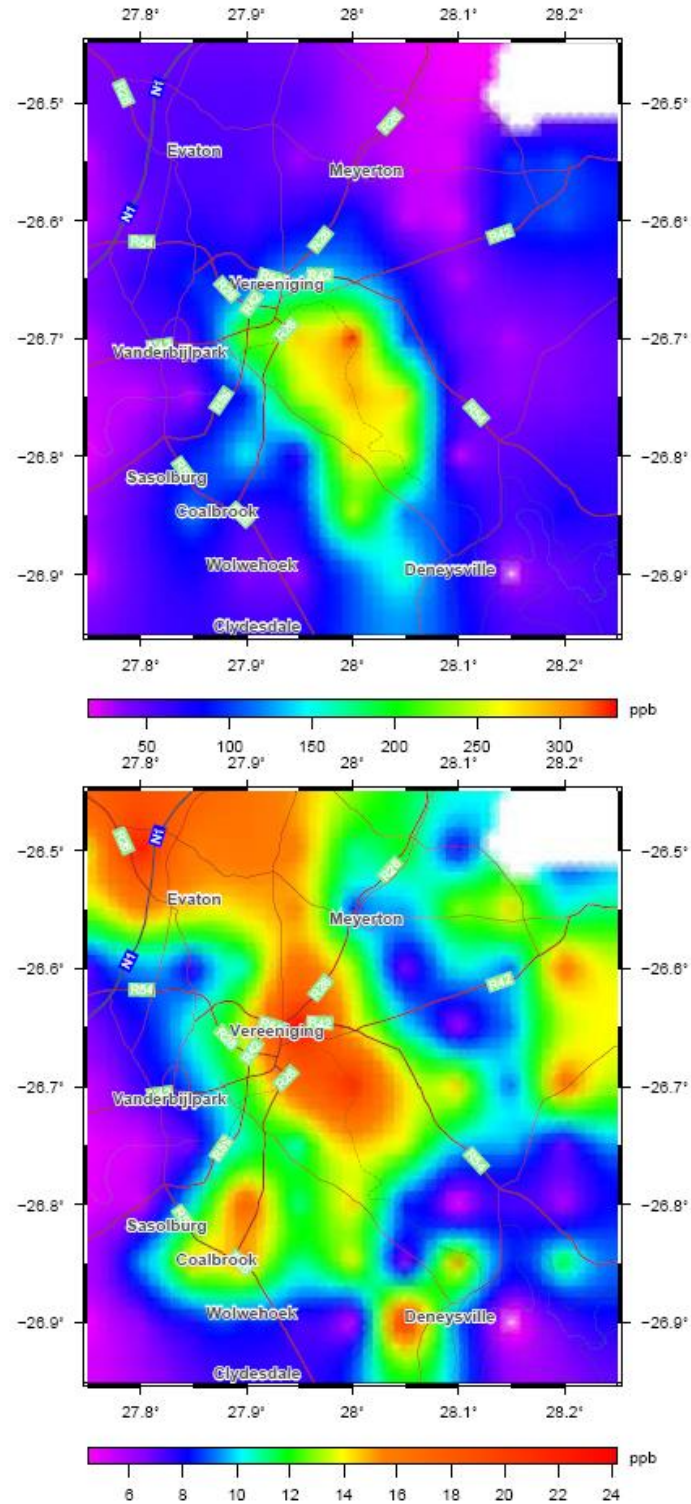 27.8° 27.9° 28° 28.1° 28.2°
−26.5° −26.5°
N1
R28
Evaton
Meyerton
N1
−26.6° −26.6°
R54 R42
Vereeniging
−26.7° −26.7°
Vanderbijlpark
−26.8° −26.8°
Sasolburg
Coalbrook
Wolwehoek Deneysville
−26.9° −26.9°
Clydesdale
27.8° 27.9° 28° 28.1° 28.2°
ppb
50 100 150 200 250 300
27.8° 27.9° 28° 28.1° 28.2°
N1
−26.5° −26.5°
Evaton
Meyerton
N1
−26.6° −26.6°
R54 R42
Vereeniging
−26.7° −26.7°
Vanderbijlpark
−26.8° −26.8°
Sasolburg
Coalbrook
Wolwehoek Deneysville
−26.9° −26.9°
Clydesdale
27.8° 27.9° 28° 28.1° 28.2°
ppb
6 8 10 12 14 16 18 20 22 24